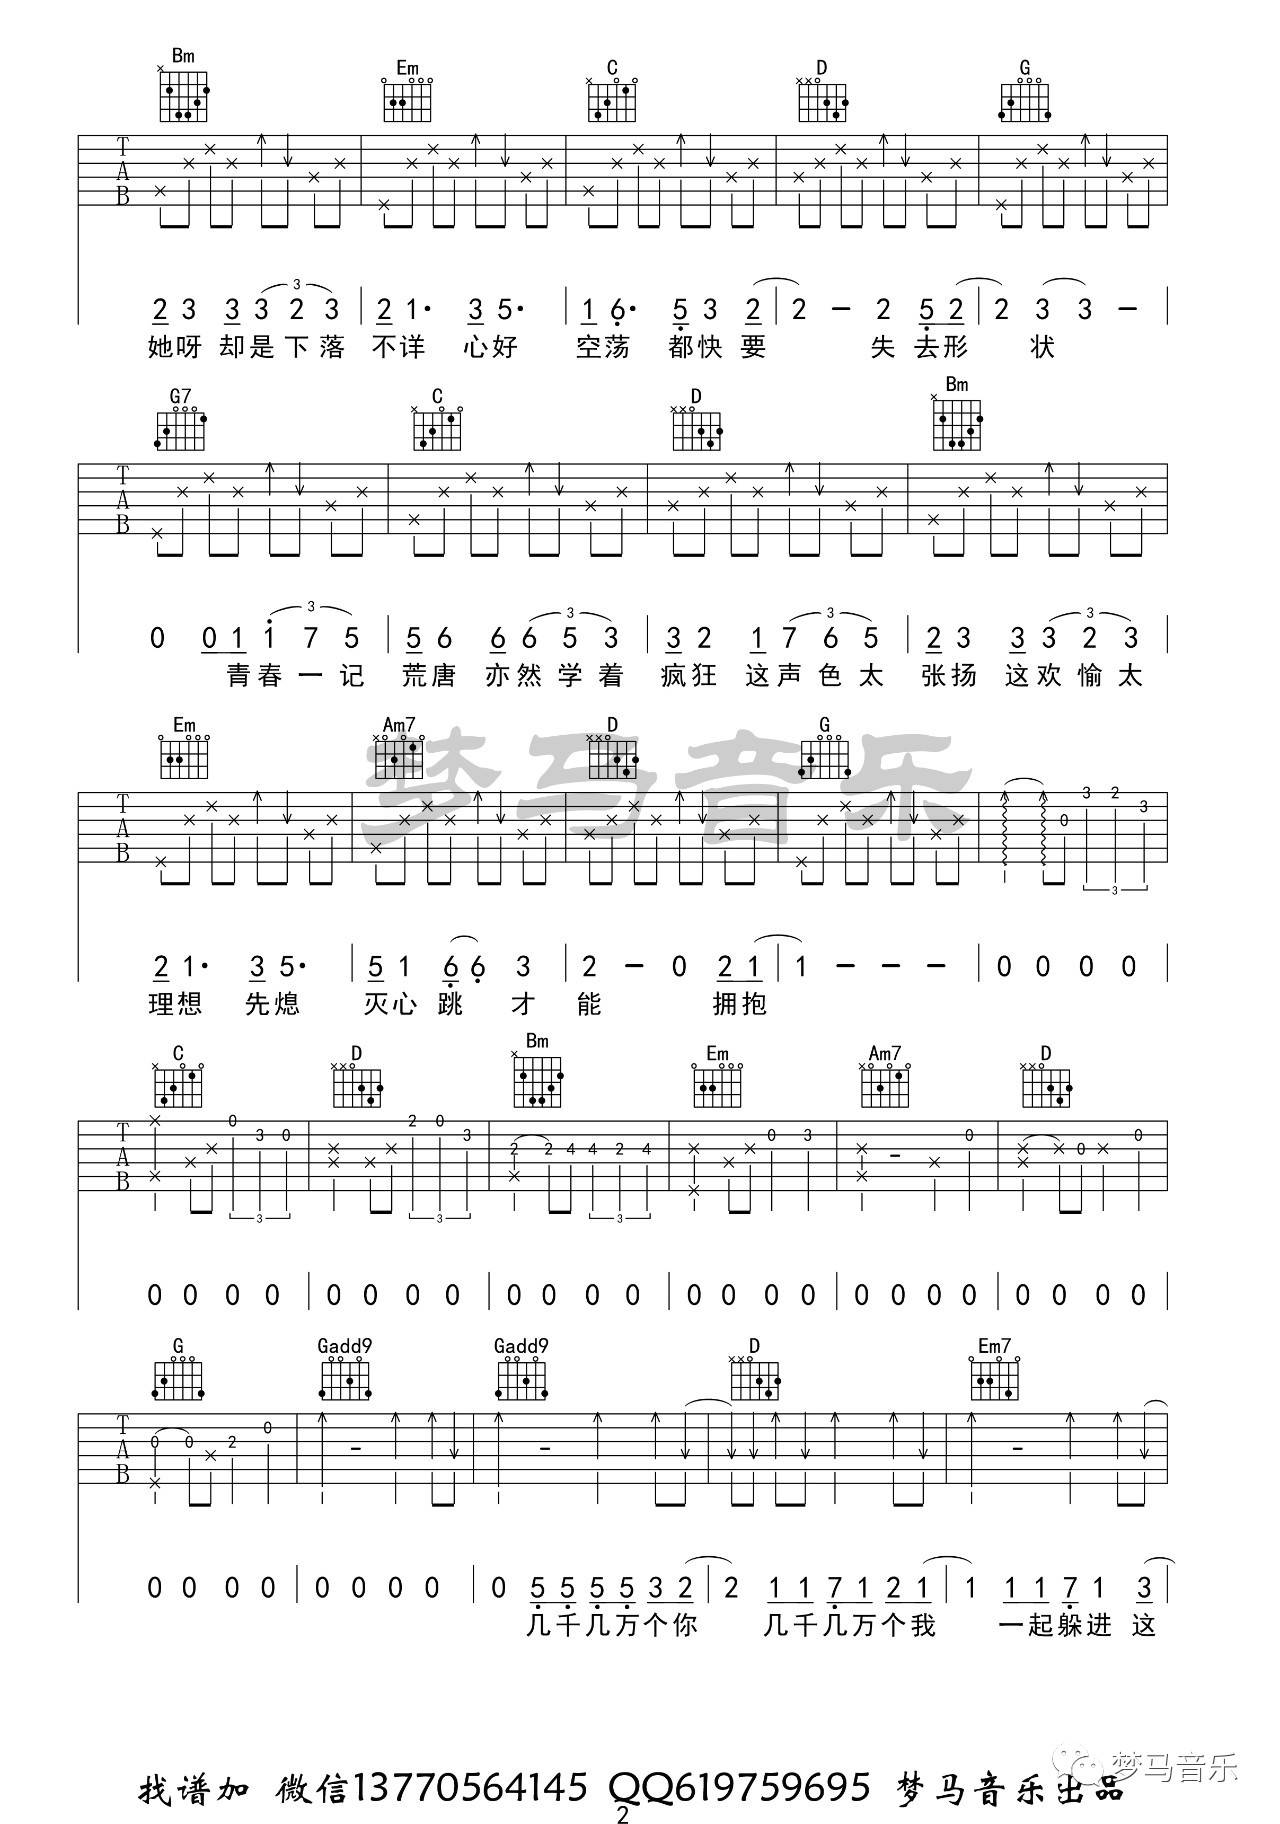 Bm Em C D G
T
A
B
3
2 3 3 3 2 3 | 2 1· 3 5· | 1 6· 5 3 2 | 2 - 2 5 2 | 2 3 3 -
她呀 却是下落 不详 心好 空荡 都快要 失去形 状
G7 C D Bm
T
A
B
3 3 3 3
0 0 1 1 7 5 | 5 6 6 6 5 3 | 3 2 1 7 6 5 | 2 3 3 3 2 3
青春一记 荒唐 亦然学着 疯狂 这声色太 张扬 这欢愉太
Em Am7 D G
梦马音乐
T
A
B
0 3 2 3
3
2 1· 3 5· | 5 1 6 6 3 | 2 - 0 2 1 | 1 - - - | 0 0 0 0
理想 先熄 灭心跳 才能 拥抱
C D Bm Em Am7 D
T
A
B
0 3 0 2 0 3 2 2 4 4 2 4 0 3 0 0 0
3 3 3
0 0 0 0 | 0 0 0 0 | 0 0 0 0 | 0 0 0 0 | 0 0 0 0 | 0 0 0 0
G Gadd9 Gadd9 D Em7
T
A
B
0 0 2 0
0 0 0 0 | 0 0 0 0 | 0 5 5 5 5 3 2 | 2 1 1 7 1 2 1 | 1 1 1 7 1 3
几千几万个你 几千几万个我 一起躲进 这
梦马音乐
找谱加 微信13770564145 QQ619759695 梦马音乐出品
2